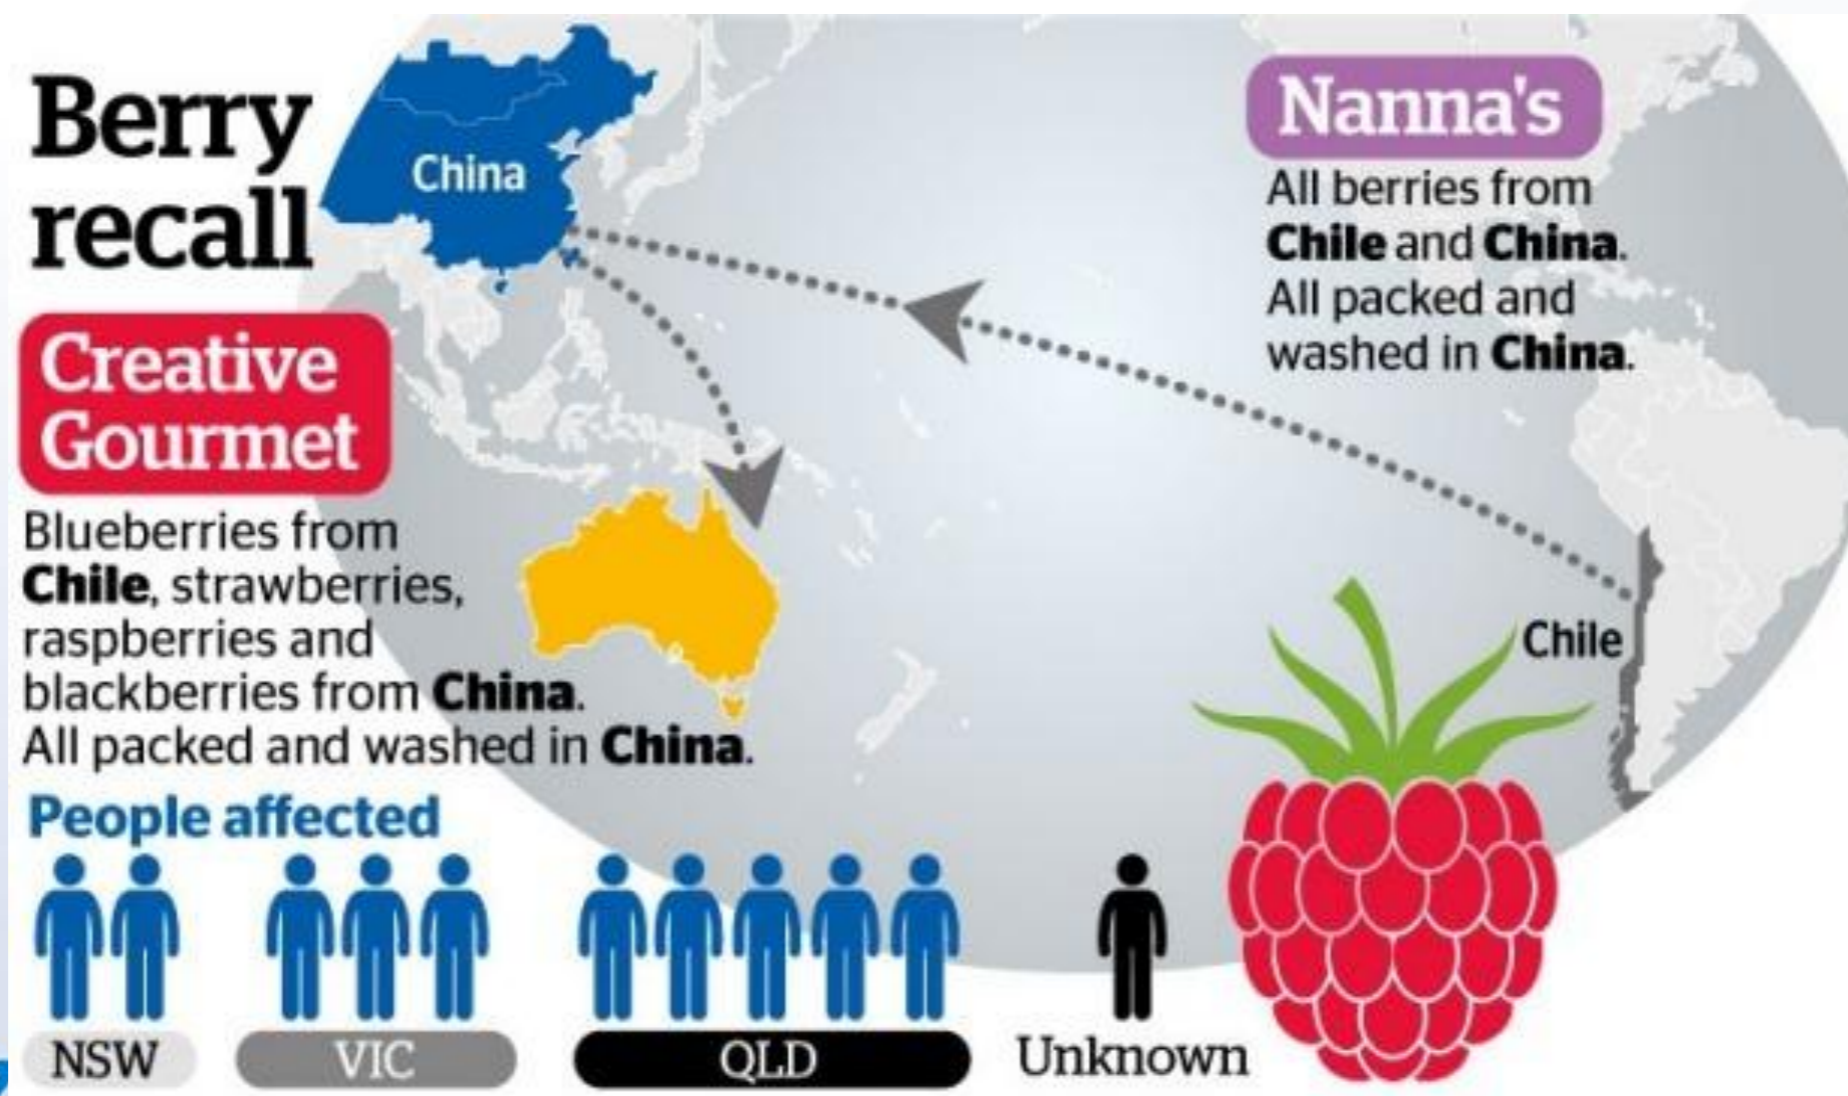 Berry
recall
China
Nanna's
All berries from
Chile and China.
All packed and
washed in China.
Creative
Gourmet
Blueberries from
Chile, strawberries,
raspberries and
blackberries from China.
All packed and washed in China.
Chile
People affected
NSW
VIC
QLD
Unknown